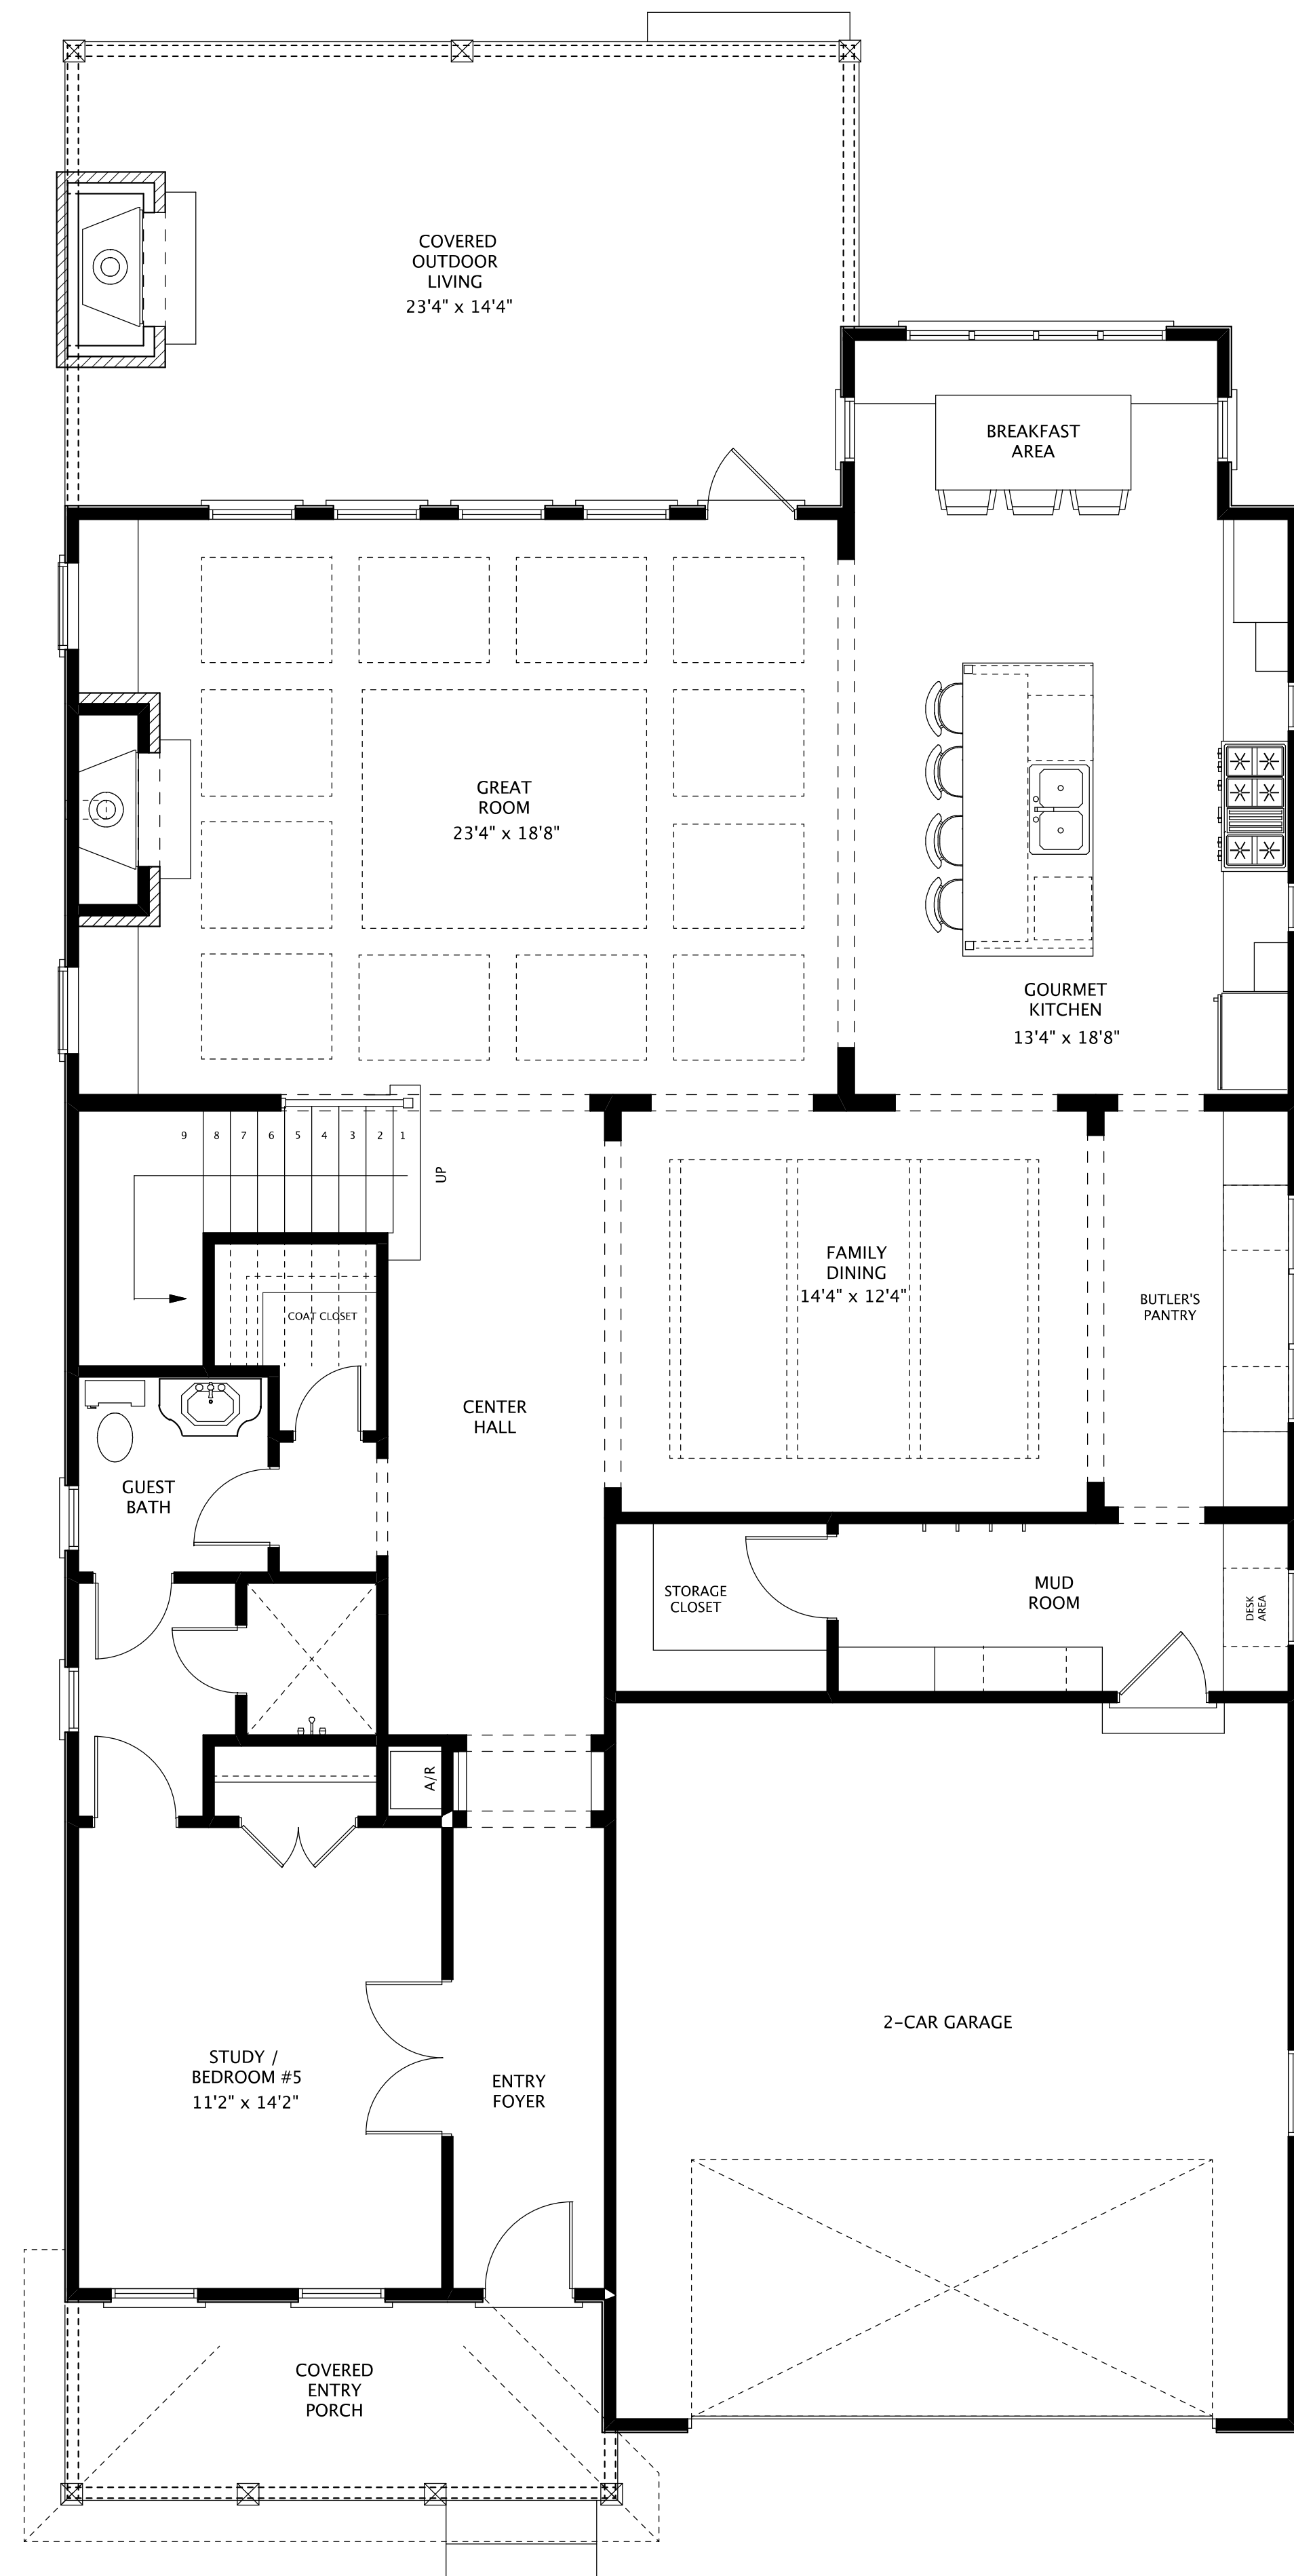 COVERED
OUTDOOR
LIVING
23'4" x 14'4"
BREAKFAST
AREA
GREAT
ROOM
23'4" x 18'8"
GOURMET
KITCHEN
13'4" x 18'8"
9 8 7 6 5 4 3 2 1
UP
FAMILY
DINING
14'4" x 12'4"
BUTLER'S
PANTRY
COAT CLOSET
CENTER
HALL
GUEST
BATH
STORAGE
CLOSET
MUD
ROOM
DESK
AREA
A/R
2-CAR GARAGE
STUDY /
BEDROOM #5
11'2" x 14'2"
ENTRY
FOYER
COVERED
ENTRY
PORCH